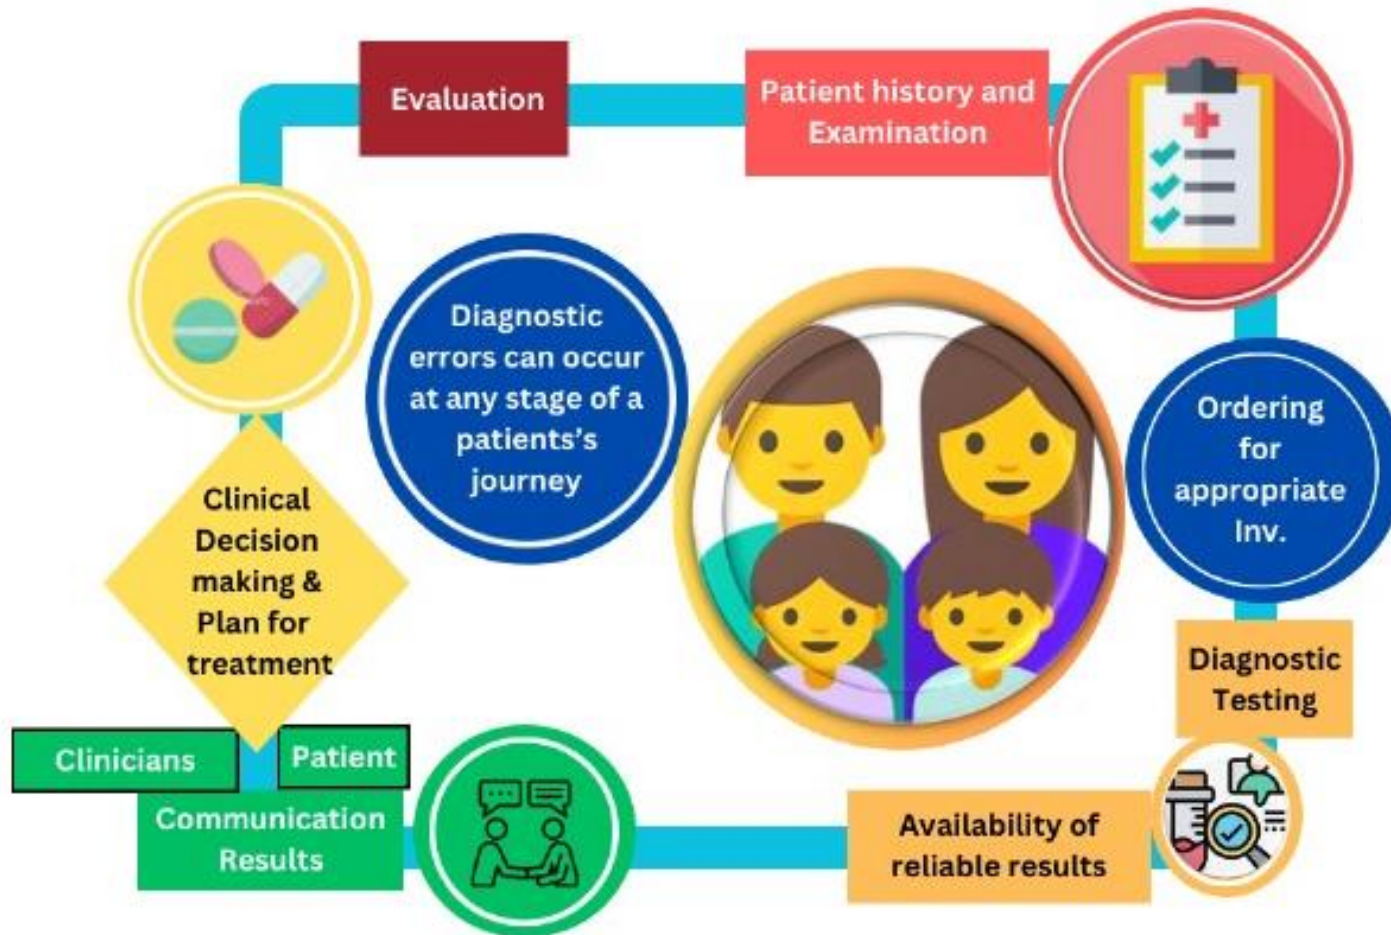 Evaluation
Patient history and
Examination
Diagnostic
errors can occur
at any stage of a
patients's
journey
Ordering
for
appropriate
Inv.
Clinical
Decision
making &
Plan for
treatment
Diagnostic
Testing
Clinicians
Patient
Communication
Results
Availability of
reliable results